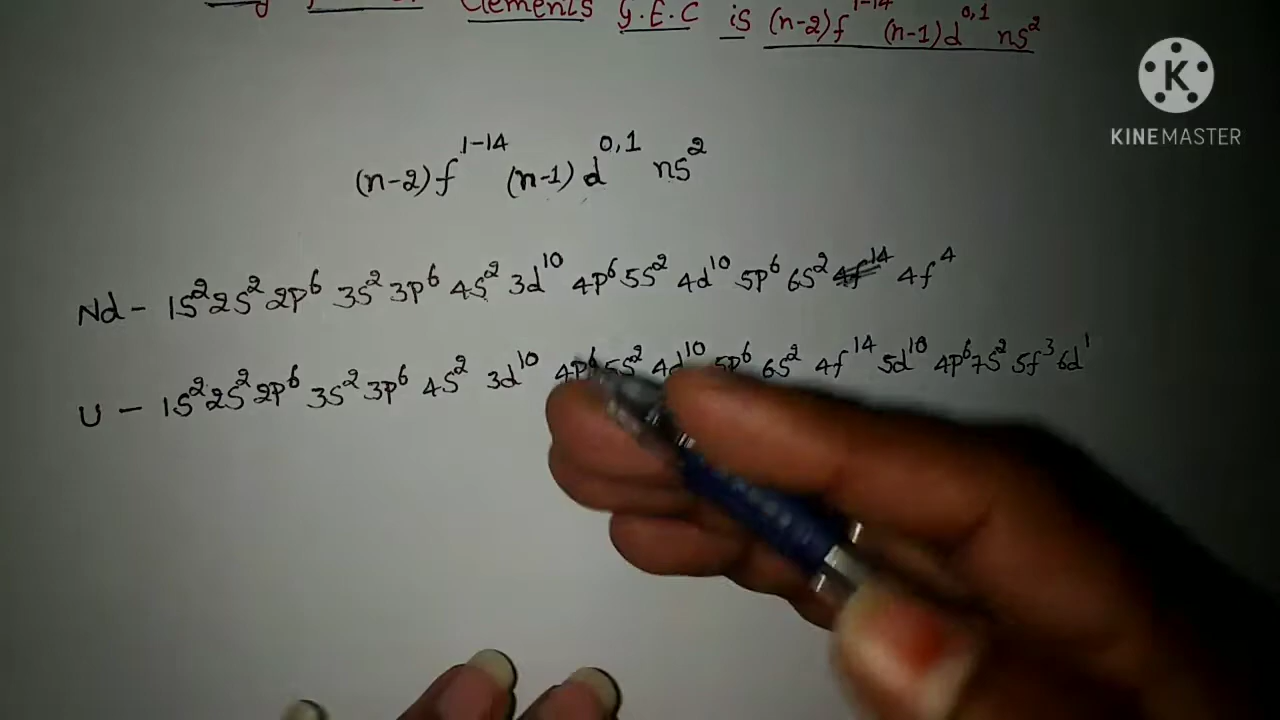 Elements G.E.C is (n-2)f¹⁻¹⁴ (n-1)d⁰,¹ ns²
KINEMASTER
(n-2)f¹⁻¹⁴ (n-1)d⁰,¹ ns²
Nd - 1s² 2s² 2p⁶ 3s² 3p⁶ 4s² 3d¹⁰ 4p⁶ 5s² 4d¹⁰ 5p⁶ 6s² 4f¹⁴ 4f⁴
U - 1s² 2s² 2p⁶ 3s² 3p⁶ 4s² 3d¹⁰ 4p⁶ 5s² 4d¹⁰ 5p⁶ 6s² 4f¹⁴ 5d¹⁰ 4p⁶ 7s² 5f³ 6d¹